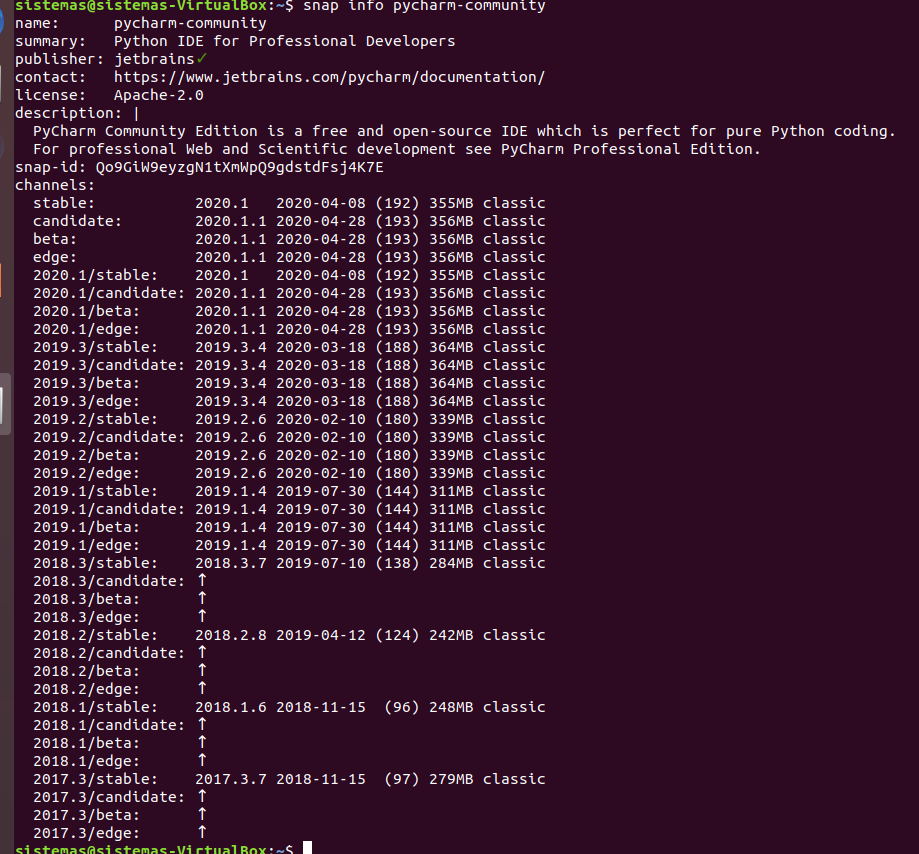 sistemas@sistemas-VirtualBox:~$ snap info pycharm-community
name:      pycharm-community
summary:   Python IDE for Professional Developers
publisher: jetbrains✓
contact:   https://www.jetbrains.com/pycharm/documentation/
license:   Apache-2.0
description: |
  PyCharm Community Edition is a free and open-source IDE which is perfect for pure Python coding.
  For professional Web and Scientific development see PyCharm Professional Edition.
snap-id: Qo9GiW9eyzgN1tXmWpQ9gdstdFsj4K7E
channels:
  stable:           2020.1   2020-04-08 (192) 355MB classic
  candidate:        2020.1.1 2020-04-28 (193) 356MB classic
  beta:             2020.1.1 2020-04-28 (193) 356MB classic
  edge:             2020.1.1 2020-04-28 (193) 356MB classic
  2020.1/stable:    2020.1   2020-04-08 (192) 355MB classic
  2020.1/candidate: 2020.1.1 2020-04-28 (193) 356MB classic
  2020.1/beta:      2020.1.1 2020-04-28 (193) 356MB classic
  2020.1/edge:      2020.1.1 2020-04-28 (193) 356MB classic
  2019.3/stable:    2019.3.4 2020-03-18 (188) 364MB classic
  2019.3/candidate: 2019.3.4 2020-03-18 (188) 364MB classic
  2019.3/beta:      2019.3.4 2020-03-18 (188) 364MB classic
  2019.3/edge:      2019.3.4 2020-03-18 (188) 364MB classic
  2019.2/stable:    2019.2.6 2020-02-10 (180) 339MB classic
  2019.2/candidate: 2019.2.6 2020-02-10 (180) 339MB classic
  2019.2/beta:      2019.2.6 2020-02-10 (180) 339MB classic
  2019.2/edge:      2019.2.6 2020-02-10 (180) 339MB classic
  2019.1/stable:    2019.1.4 2019-07-30 (144) 311MB classic
  2019.1/candidate: 2019.1.4 2019-07-30 (144) 311MB classic
  2019.1/beta:      2019.1.4 2019-07-30 (144) 311MB classic
  2019.1/edge:      2019.1.4 2019-07-30 (144) 311MB classic
  2018.3/stable:    2018.3.7 2019-07-10 (138) 284MB classic
  2018.3/candidate: ↑
  2018.3/beta:      ↑
  2018.3/edge:      ↑
  2018.2/stable:    2018.2.8 2019-04-12 (124) 242MB classic
  2018.2/candidate: ↑
  2018.2/beta:      ↑
  2018.2/edge:      ↑
  2018.1/stable:    2018.1.6 2018-11-15  (96) 248MB classic
  2018.1/candidate: ↑
  2018.1/beta:      ↑
  2018.1/edge:      ↑
  2017.3/stable:    2017.3.7 2018-11-15  (97) 279MB classic
  2017.3/candidate: ↑
  2017.3/beta:      ↑
  2017.3/edge:      ↑
sistemas@sistemas-VirtualBox:~$